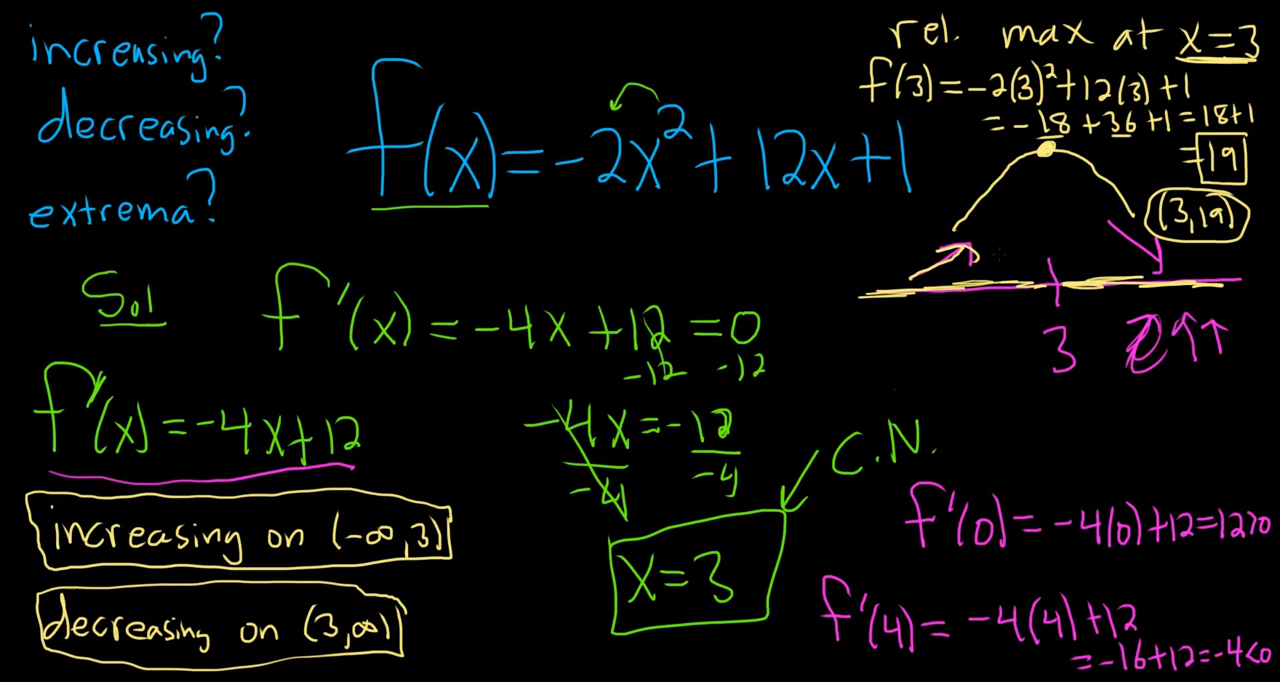 increasing?
decreasing?
extrema?
f(x) = -2x² + 12x + 1
rel. max at x=3
f(3) = -2(3)² + 12(3) + 1
= -18 + 36 + 1 = 18+1
= 19
(3,19)
3
Sol
f'(x) = -4x + 12 = 0
-12 -12
f'(x) = -4x+12
-4x = -12
-4 -4
C.N.
x = 3
increasing on (-∞,3)
decreasing on (3,∞)
f'(0) = -4(0) + 12 = 12>0
f'(4) = -4(4) + 12
= -16+12 = -4<0